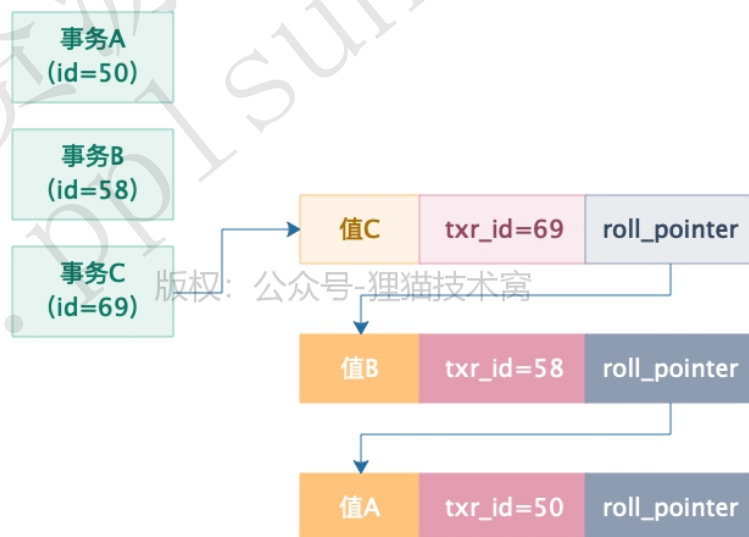 事务A
(id=50)
事务B
(id=58)
事务C
(id=69)
值C txr_id=69 roll_pointer
版权：公众号-狸猫技术窝
值B txr_id=58 roll_pointer
值A txr_id=50 roll_pointer